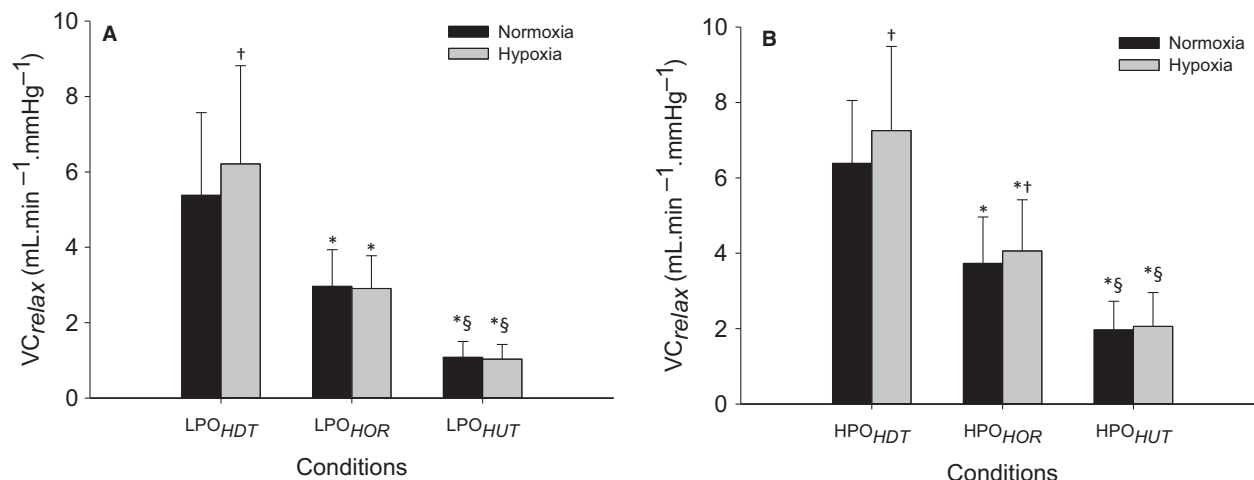 A
Normoxia
Hypoxia
10
8
6
4
2
0
VCrelax (mL.min −1.mmHg−1)
†
* *
*§ *§
LPOHDT LPOHOR LPOHUT
Conditions
B
Normoxia
Hypoxia
10
8
6
4
2
0
VCrelax (mL.min −1.mmHg−1)
†
* *†
*§ *§
HPOHDT HPOHOR HPOHUT
Conditions